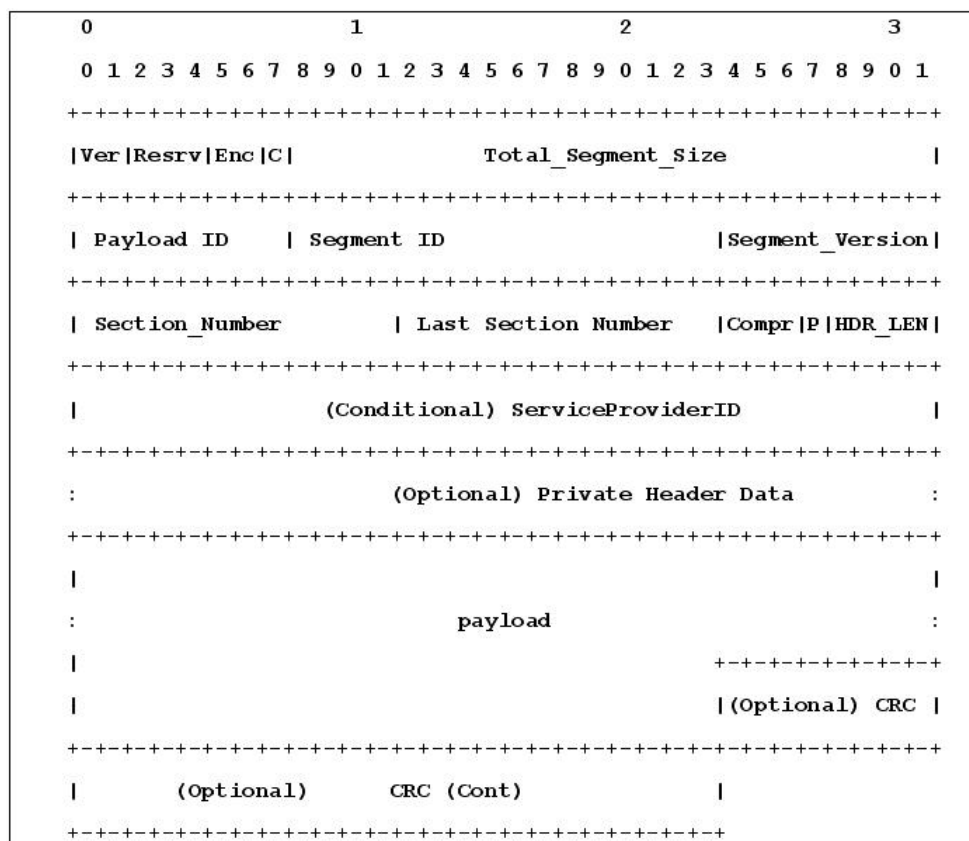 0                   1                   2                   3
0 1 2 3 4 5 6 7 8 9 0 1 2 3 4 5 6 7 8 9 0 1 2 3 4 5 6 7 8 9 0 1
+-+-+-+-+-+-+-+-+-+-+-+-+-+-+-+-+-+-+-+-+-+-+-+-+-+-+-+-+-+-+-+-+
|Ver|Resrv|Enc|C|              Total_Segment_Size               |
+-+-+-+-+-+-+-+-+-+-+-+-+-+-+-+-+-+-+-+-+-+-+-+-+-+-+-+-+-+-+-+-+
| Payload ID    | Segment ID                    |Segment_Version|
+-+-+-+-+-+-+-+-+-+-+-+-+-+-+-+-+-+-+-+-+-+-+-+-+-+-+-+-+-+-+-+-+
| Section_Number        | Last Section Number   |Compr|P|HDR_LEN|
+-+-+-+-+-+-+-+-+-+-+-+-+-+-+-+-+-+-+-+-+-+-+-+-+-+-+-+-+-+-+-+-+
|                  (Conditional) ServiceProviderID              |
+-+-+-+-+-+-+-+-+-+-+-+-+-+-+-+-+-+-+-+-+-+-+-+-+-+-+-+-+-+-+-+-+
:                       (Optional) Private Header Data          :
+-+-+-+-+-+-+-+-+-+-+-+-+-+-+-+-+-+-+-+-+-+-+-+-+-+-+-+-+-+-+-+-+
|                                                               |
:                            payload                            :
|                                               +-+-+-+-+-+-+-+-+
|                                               |(Optional) CRC |
+-+-+-+-+-+-+-+-+-+-+-+-+-+-+-+-+-+-+-+-+-+-+-+-+-+-+-+-+-+-+-+-+
|       (Optional)      CRC (Cont)              |
+-+-+-+-+-+-+-+-+-+-+-+-+-+-+-+-+-+-+-+-+-+-+-+-+